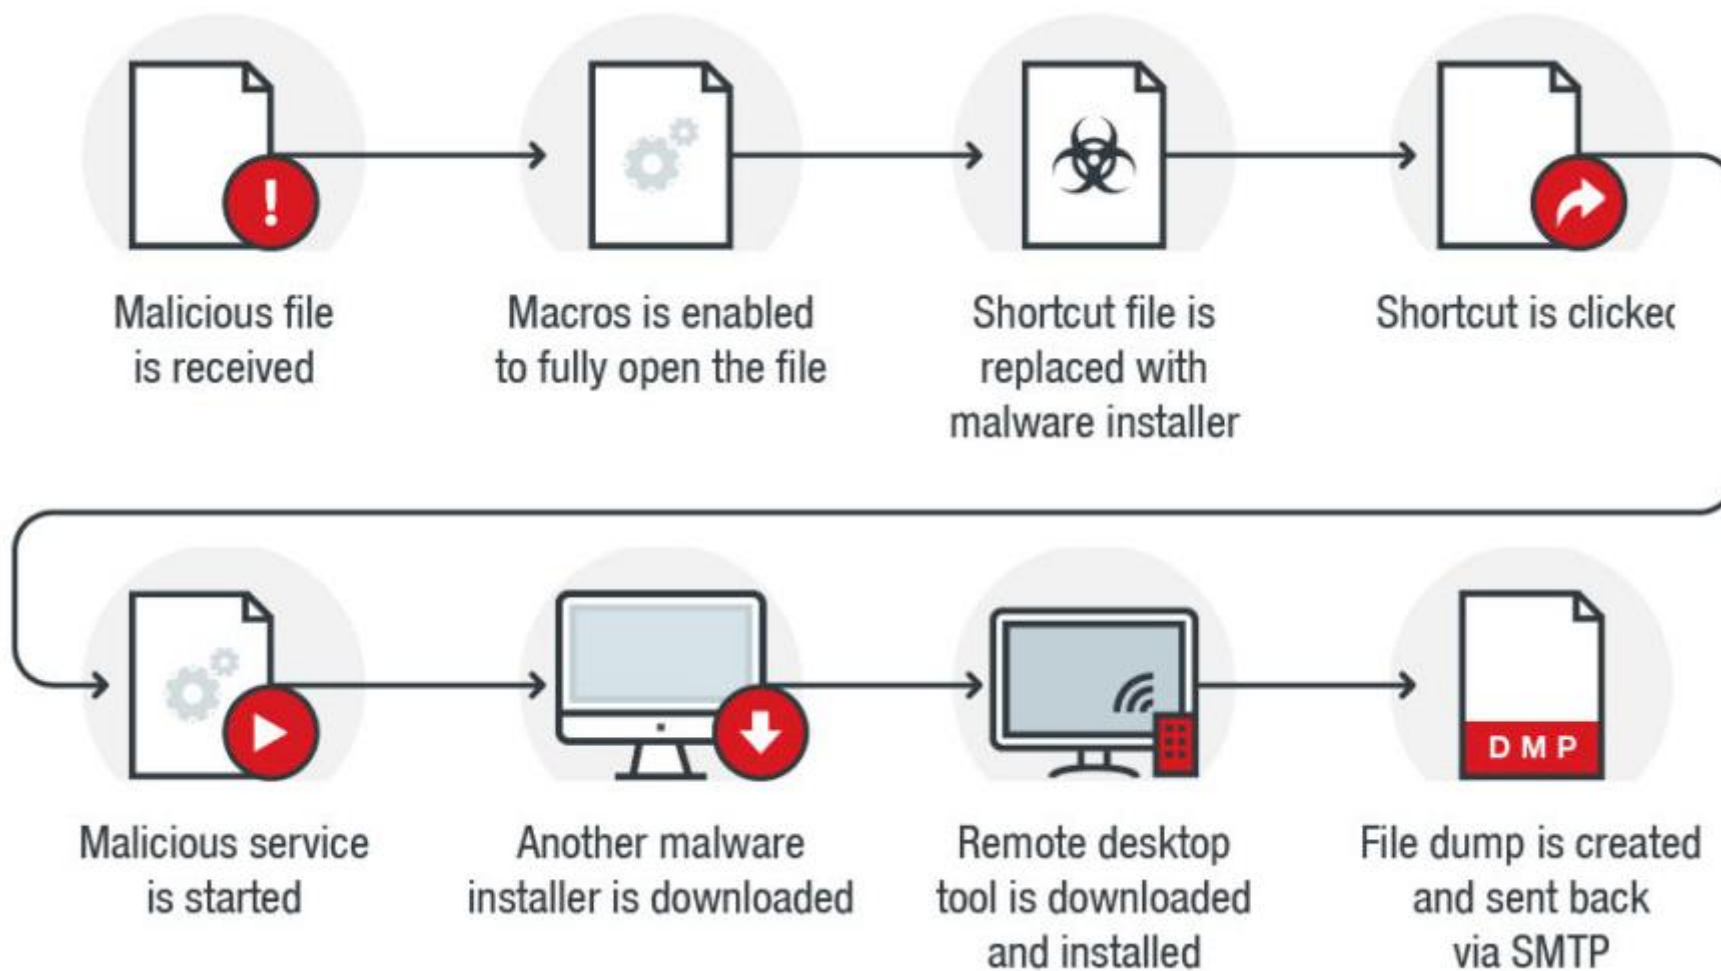 !
Malicious file
is received
Macros is enabled
to fully open the file
Shortcut file is
replaced with
malware installer
Shortcut is clicked
Malicious service
is started
Another malware
installer is downloaded
Remote desktop
tool is downloaded
and installed
DMP
File dump is created
and sent back
via SMTP